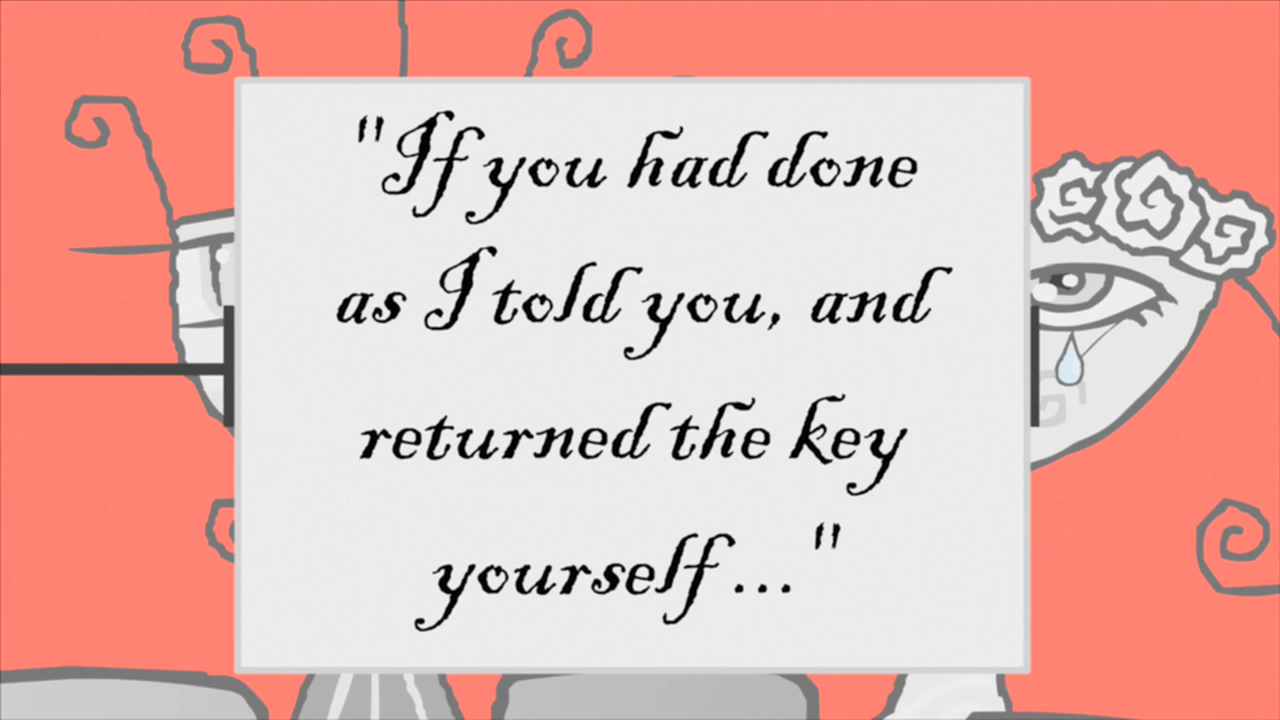 "If you had done
as I told you, and
returned the key
yourself..."